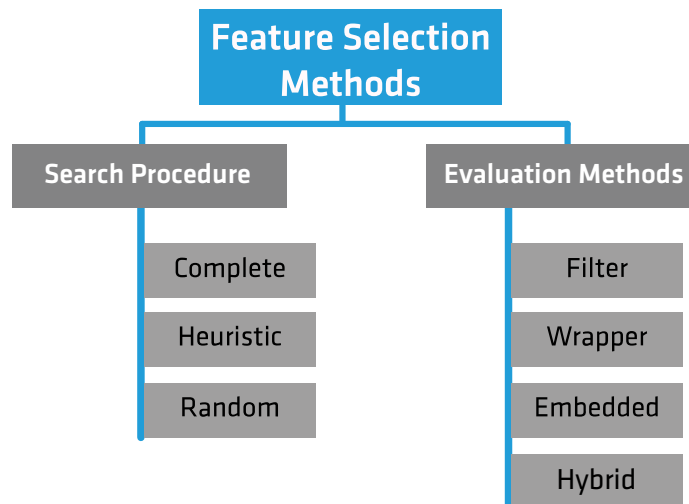 Feature Selection
Methods
Search Procedure
Complete
Heuristic
Random
Evaluation Methods
Filter
Wrapper
Embedded
Hybrid